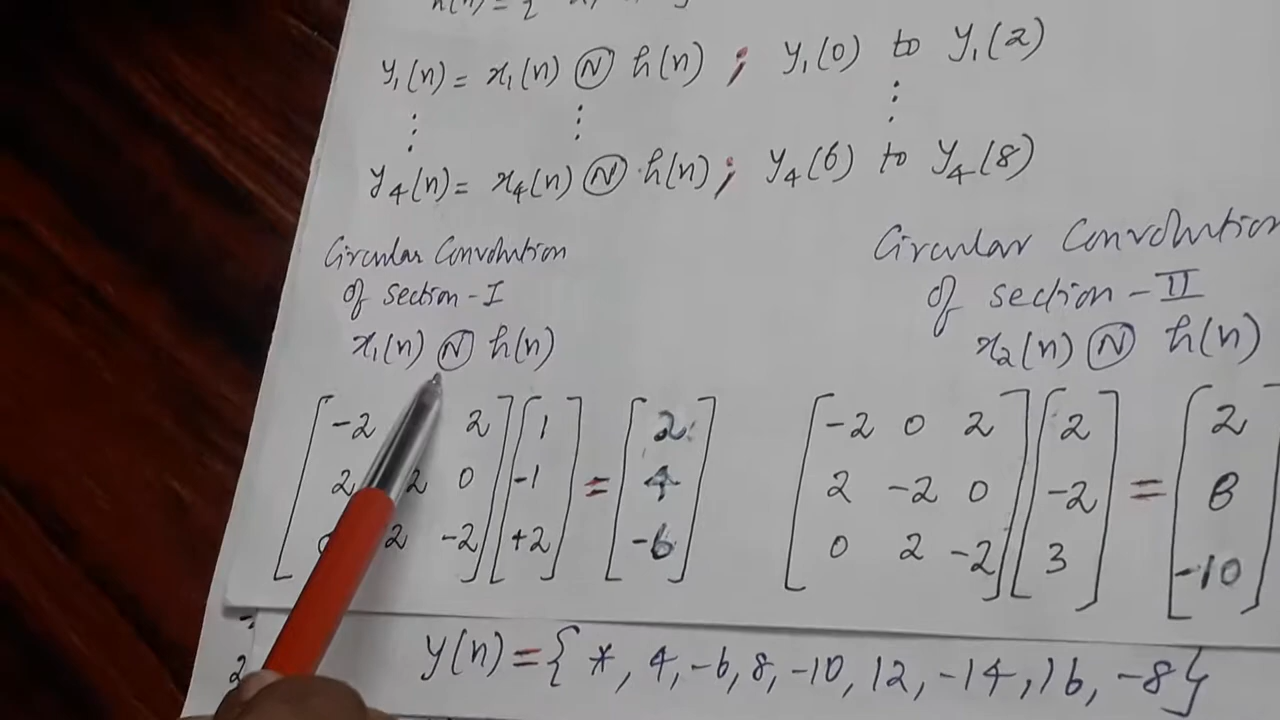 h(n) = {
y₁(n) = x₁(n) Ⓝ h(n) ; y₁(0) to y₁(2)
⋮ ⋮ ⋮
y₄(n) = x₄(n) Ⓝ h(n) ; y₄(6) to y₄(8)
Circular Convolution
of section - I
x₁(n) Ⓝ h(n)
-2 2 1 = 2
2 2 0 -1 4
2 -2 +2 -6
Circular Convolution
of section - II
x₂(n) Ⓝ h(n)
-2 0 2 2 = 2
2 -2 0 -2 8
0 2 -2 3 -10
2
y(n) = { *, 4, -6, 8, -10, 12, -14, 16, -8}